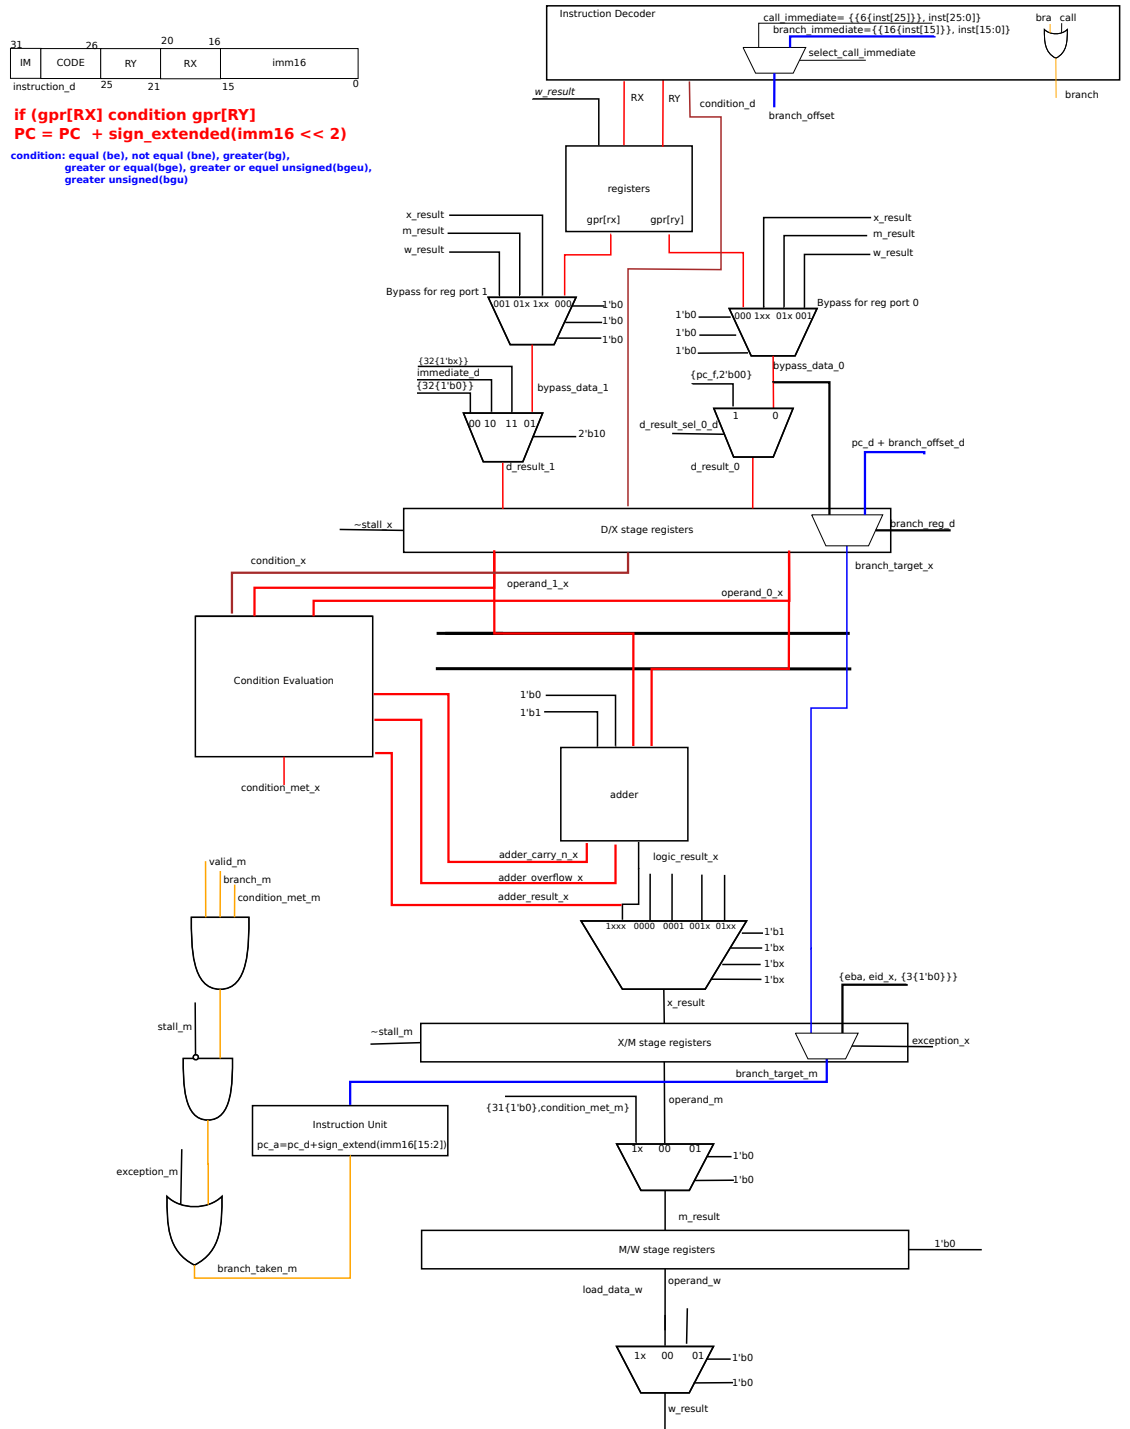 Instruction Decoder
call_immediate= {{6{inst[25]}}, inst[25:0]}
branch_immediate={{16{inst[15]}}, inst[15:0]}
select_call_immediate
bra call
branch
branch_offset
31 26 20 16
IM CODE RY RX imm16
instruction_d 25 21 15 0
if (gpr[RX] condition gpr[RY]
PC = PC + sign_extended(imm16 << 2)
condition: equal (be), not equal (bne), greater(bg),
greater or equal(bge), greater or equel unsigned(bgeu),
greater unsigned(bgu)
w_result
RX RY condition_d
registers
gpr[rx] gpr[ry]
x_result
m_result
w_result
x_result
m_result
w_result
Bypass for reg port 1
001 01x 1xx 000
1'b0
1'b0
1'b0
Bypass for reg port 0
000 1xx 01x 001
1'b0
1'b0
1'b0
{32{1'bx}}
immediate_d
{32{1'b0}}
bypass_data_1
bypass_data_0
{pc_f,2'b00}
00 10 11 01
2'b10
d_result_sel_0_d
1 0
d_result_1
d_result_0
pc_d + branch_offset_d
~stall_x
D/X stage registers
branch_reg_d
branch_target_x
condition_x
operand_1_x
operand_0_x
Condition Evaluation
condition_met_x
1'b0
1'b1
adder
adder_carry_n_x
adder_overflow_x
adder_result_x
logic_result_x
1xxx 0000 0001 001x 01xx
1'b1
1'bx
1'bx
1'bx
x_result
valid_m
branch_m
condition_met_m
stall_m
exception_m
branch_taken_m
{eba, eid_x, {3{1'b0}}}
~stall_m
X/M stage registers
exception_x
branch_target_m
operand_m
Instruction Unit
pc_a=pc_d+sign_extend(imm16[15:2])
{31{1'b0},condition_met_m}
1x 00 01
1'b0
1'b0
m_result
M/W stage registers
1'b0
operand_w
load_data_w
1x 00 01
1'b0
1'b0
w_result